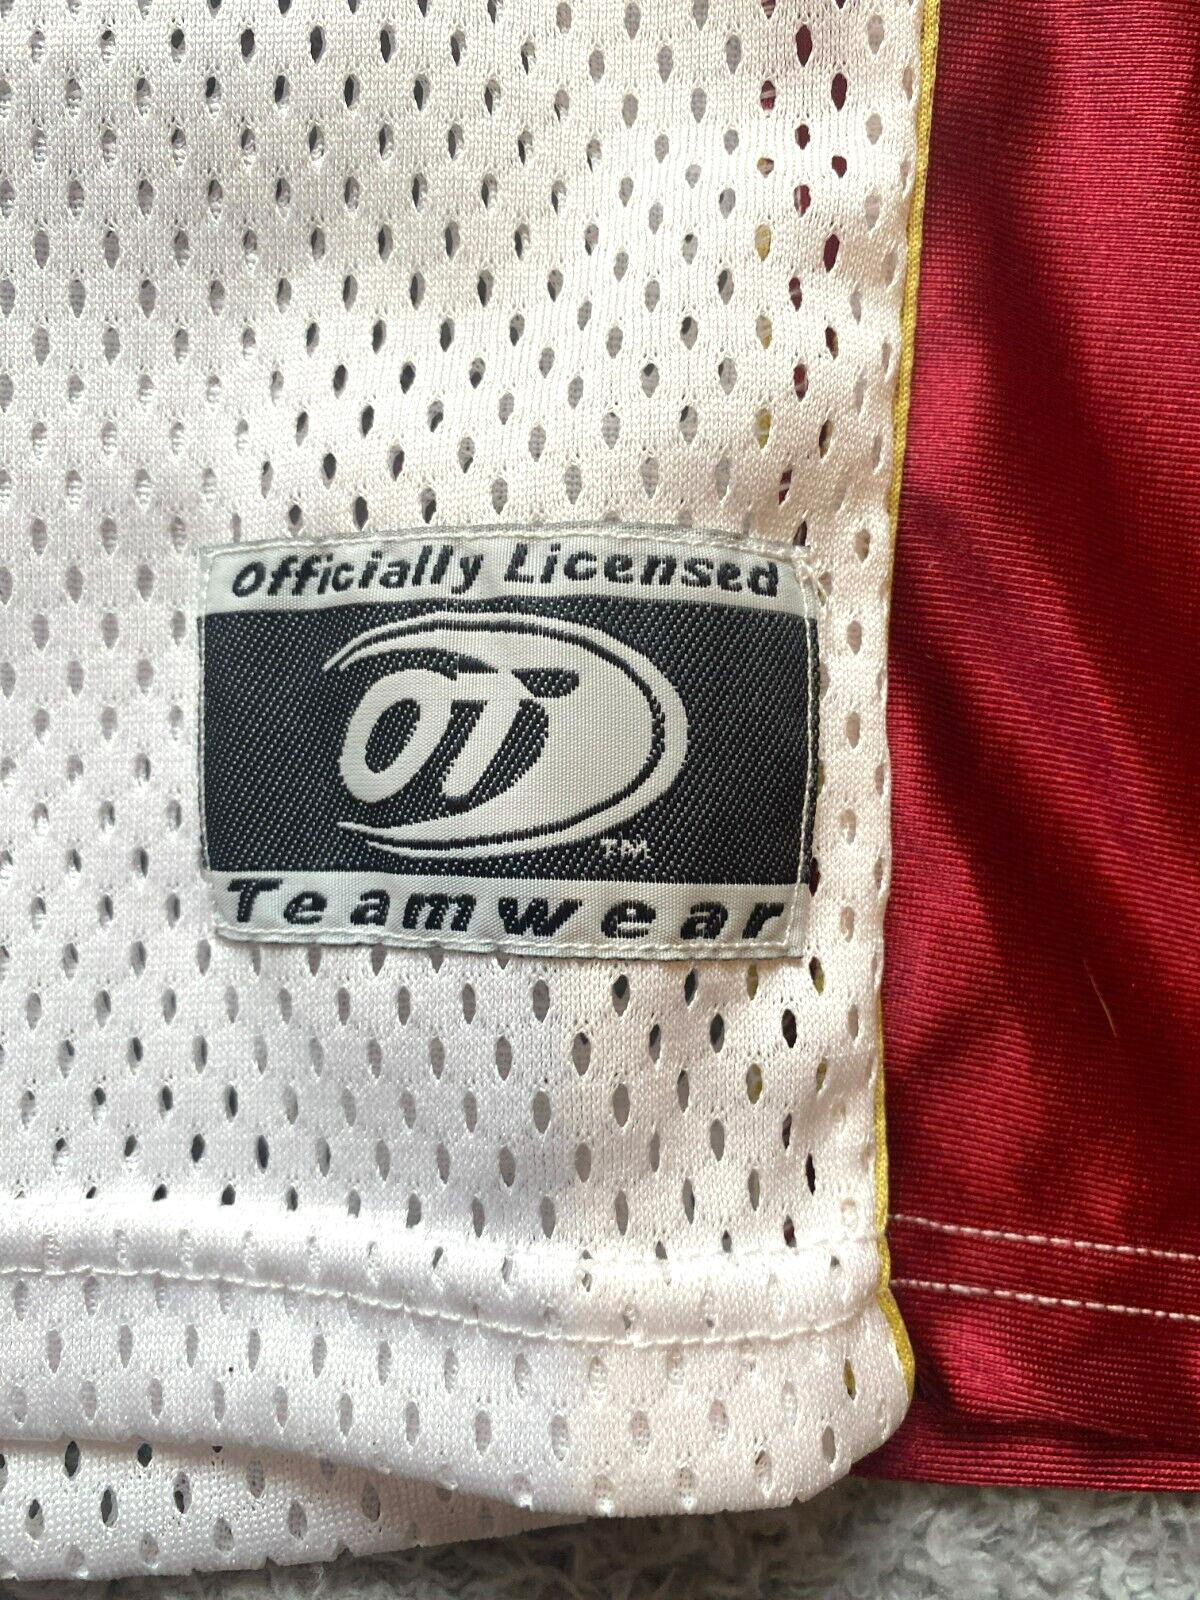 Officially Licensed
OT
TM
Teamwear